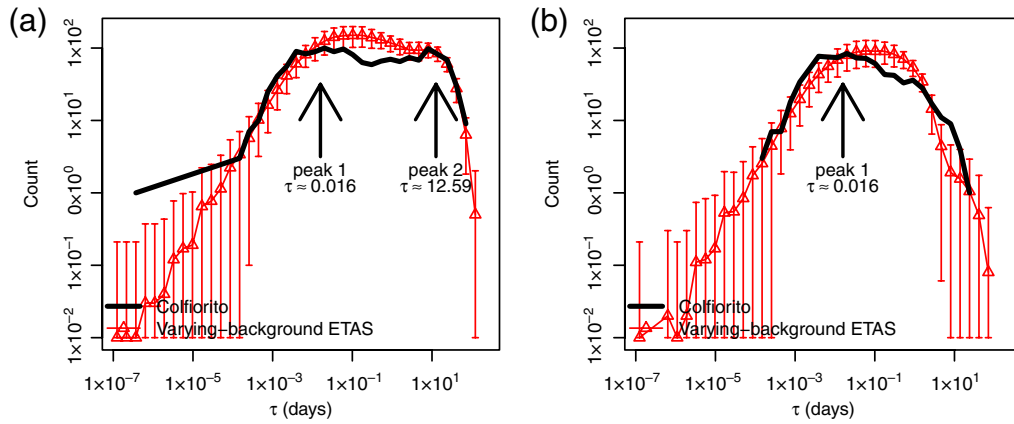 (a)
1×10²
1×10¹
0×10⁰
1×10⁻¹
1×10⁻²
Count
peak 1
τ ≈ 0.016
peak 2
τ ≈ 12.59
Colfiorito
Varying−background ETAS
1×10⁻⁷
1×10⁻⁵
1×10⁻³
1×10⁻¹
1×10¹
τ (days)
(b)
1×10²
1×10¹
0×10⁰
1×10⁻¹
1×10⁻²
Count
peak 1
τ ≈ 0.016
Colfiorito
Varying−background ETAS
1×10⁻⁷
1×10⁻⁵
1×10⁻³
1×10⁻¹
1×10¹
τ (days)